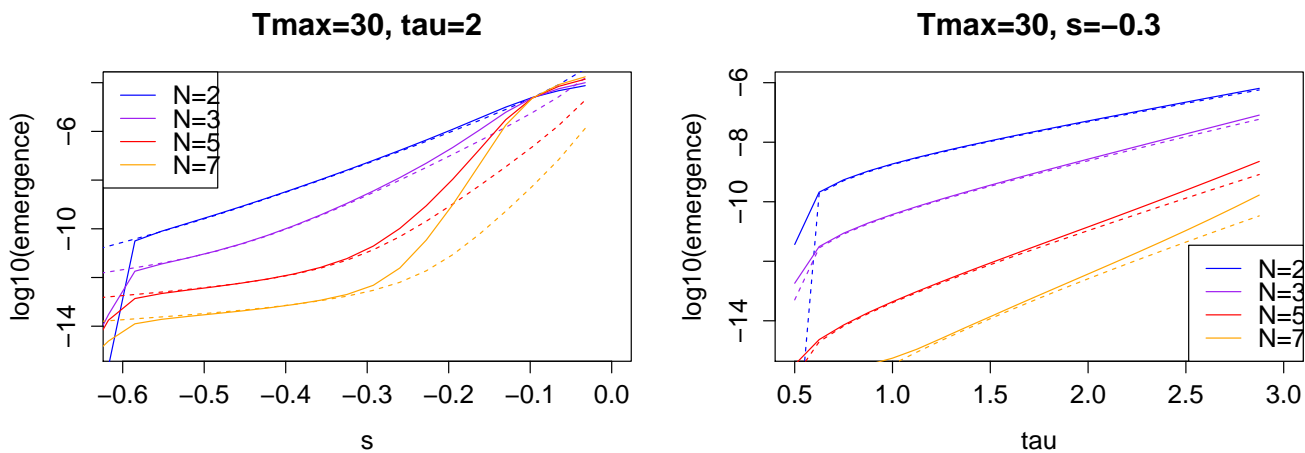 Tmax=30, tau=2
log10(emergence)
−6
−10
−14
N=2
N=3
N=5
N=7
−0.6 −0.5 −0.4 −0.3 −0.2 −0.1 0.0
s
Tmax=30, s=−0.3
log10(emergence)
−6
−8
−10
−14
N=2
N=3
N=5
N=7
0.5 1.0 1.5 2.0 2.5 3.0
tau